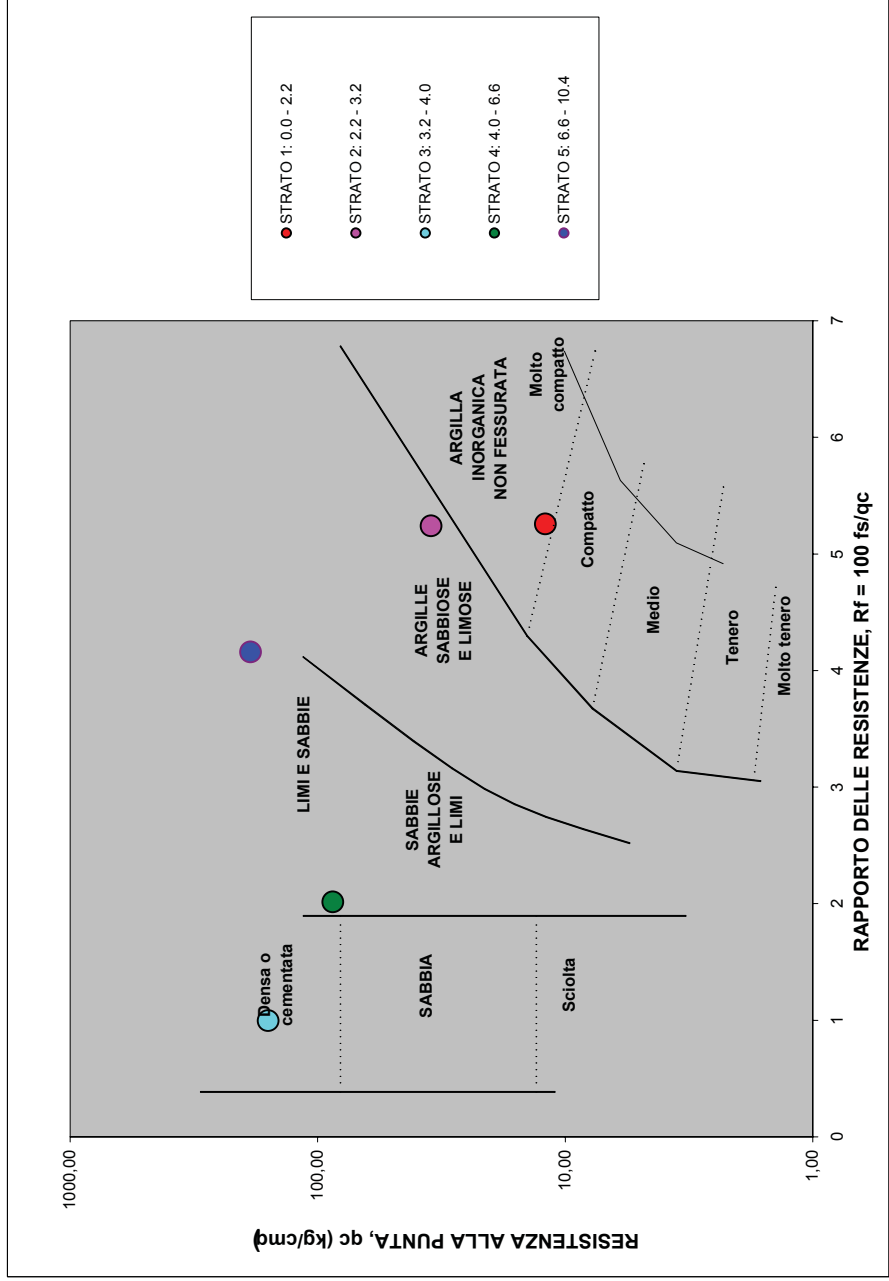 RESISTENZA ALLA PUNTA, qc (kg/cmq)
1000,00
100,00
10,00
1,00
0
1
2
3
4
5
6
7
RAPPORTO DELLE RESISTENZE, Rf = 100 fs/qc
Densa o
cementata
SABBIA
Sciolta
LIMI E SABBIE
SABBIE
ARGILLOSE
E LIMI
ARGILLE
SABBIOSE
E LIMOSE
ARGILLA
INORGANICA
NON FESSURATA
Molto
compatto
Compatto
Medio
Tenero
Molto tenero
STRATO 1: 0.0 - 2.2
STRATO 2: 2.2 - 3.2
STRATO 3: 3.2 - 4.0
STRATO 4: 4.0 - 6.6
STRATO 5: 6.6 - 10.4